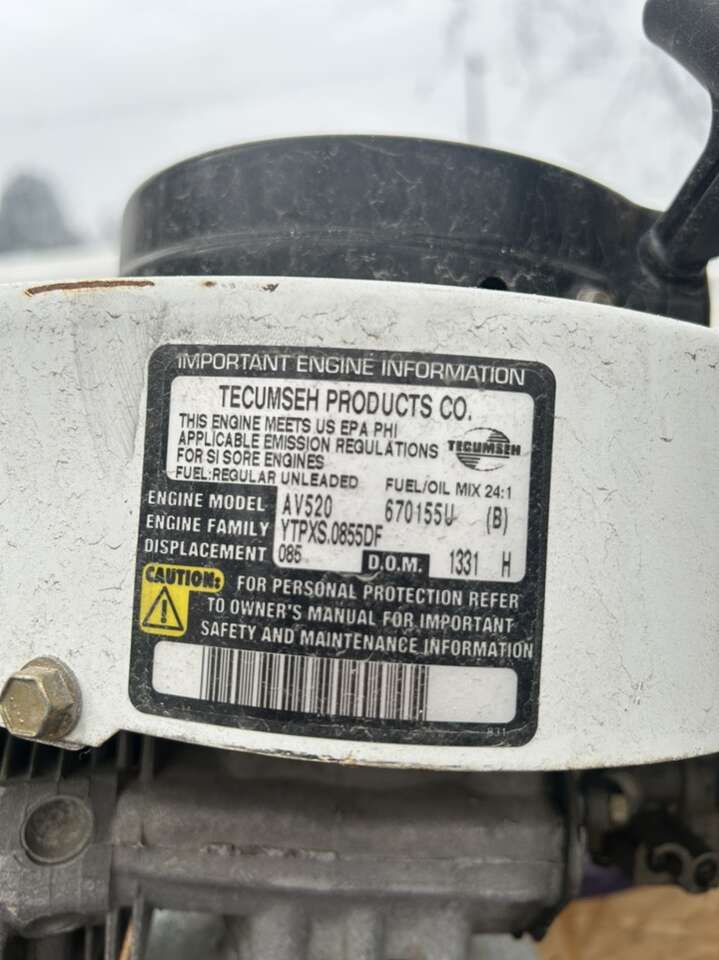 IMPORTANT ENGINE INFORMATION
TECUMSEH PRODUCTS CO.
THIS ENGINE MEETS US EPA PHI
APPLICABLE EMISSION REGULATIONS
FOR SI SORE ENGINES
TECUMSEH
FUEL:REGULAR UNLEADED FUEL/OIL MIX 24:1
ENGINE MODEL AV520 670155U (B)
ENGINE FAMILY YTPXS.0855DF
DISPLACEMENT 085 D.O.M. 1331 H
CAUTION: FOR PERSONAL PROTECTION REFER
TO OWNER'S MANUAL FOR IMPORTANT
SAFETY AND MAINTENANCE INFORMATION